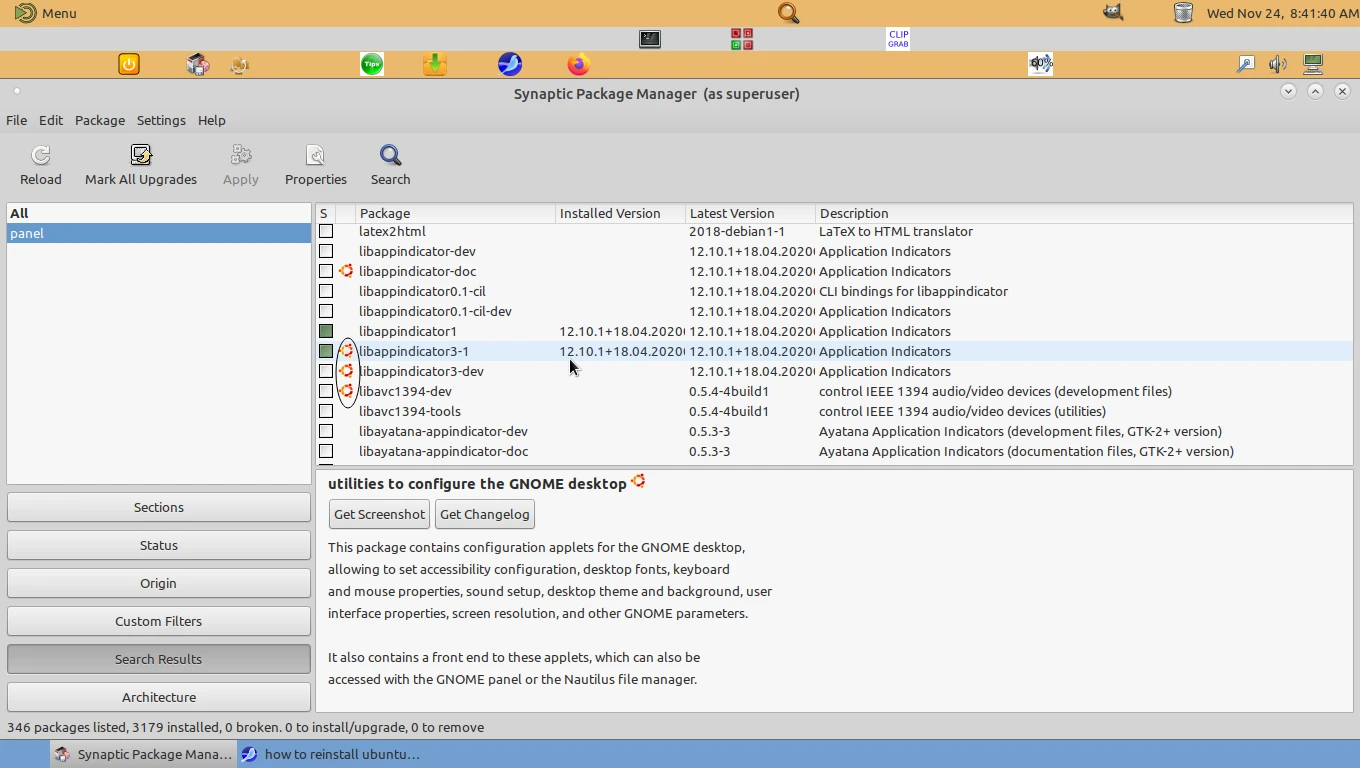 Menu
Wed Nov 24, 8:41:40 AM
CLIP
GRAB
Tips
60%
Synaptic Package Manager (as superuser)
File Edit Package Settings Help
Reload Mark All Upgrades Apply Properties Search
All
panel
S Package Installed Version Latest Version Description
latex2html 2018-debian1-1 LaTeX to HTML translator
libappindicator-dev 12.10.1+18.04.2020 Application Indicators
libappindicator-doc 12.10.1+18.04.2020 Application Indicators
libappindicator0.1-cil 12.10.1+18.04.2020 CLI bindings for libappindicator
libappindicator0.1-cil-dev 12.10.1+18.04.2020 Application Indicators
libappindicator1 12.10.1+18.04.2020 12.10.1+18.04.2020 Application Indicators
libappindicator3-1 12.10.1+18.04.2020 12.10.1+18.04.2020 Application Indicators
libappindicator3-dev 12.10.1+18.04.2020 Application Indicators
libavc1394-dev 0.5.4-4build1 control IEEE 1394 audio/video devices (development files)
libavc1394-tools 0.5.4-4build1 control IEEE 1394 audio/video devices (utilities)
libayatana-appindicator-dev 0.5.3-3 Ayatana Application Indicators (development files, GTK-2+ version)
libayatana-appindicator-doc 0.5.3-3 Ayatana Application Indicators (documentation files, GTK-2+ version)
utilities to configure the GNOME desktop
Get Screenshot Get Changelog
This package contains configuration applets for the GNOME desktop,
allowing to set accessibility configuration, desktop fonts, keyboard
and mouse properties, sound setup, desktop theme and background, user
interface properties, screen resolution, and other GNOME parameters.
It also contains a front end to these applets, which can also be
accessed with the GNOME panel or the Nautilus file manager.
Sections
Status
Origin
Custom Filters
Search Results
Architecture
346 packages listed, 3179 installed, 0 broken. 0 to install/upgrade, 0 to remove
Synaptic Package Mana... how to reinstall ubuntu...